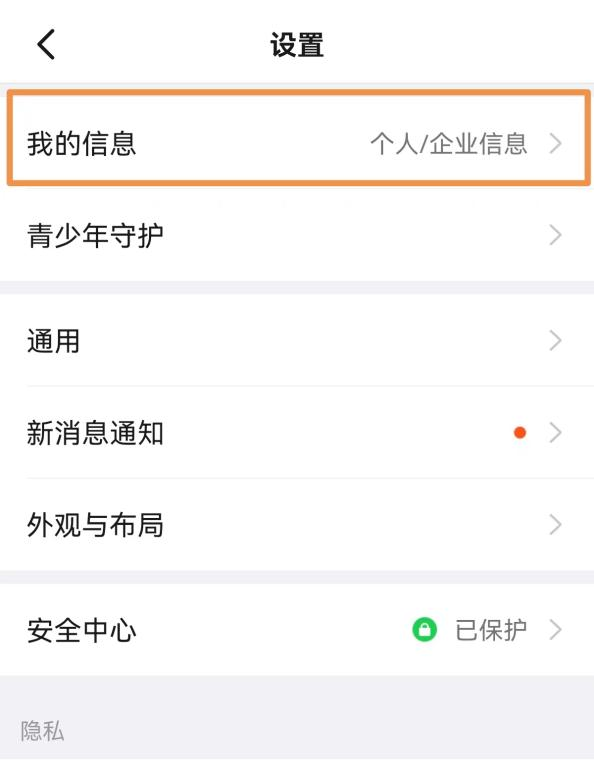 设置
我的信息 个人/企业信息
青少年守护
通用
新消息通知
外观与布局
安全中心 已保护
隐私